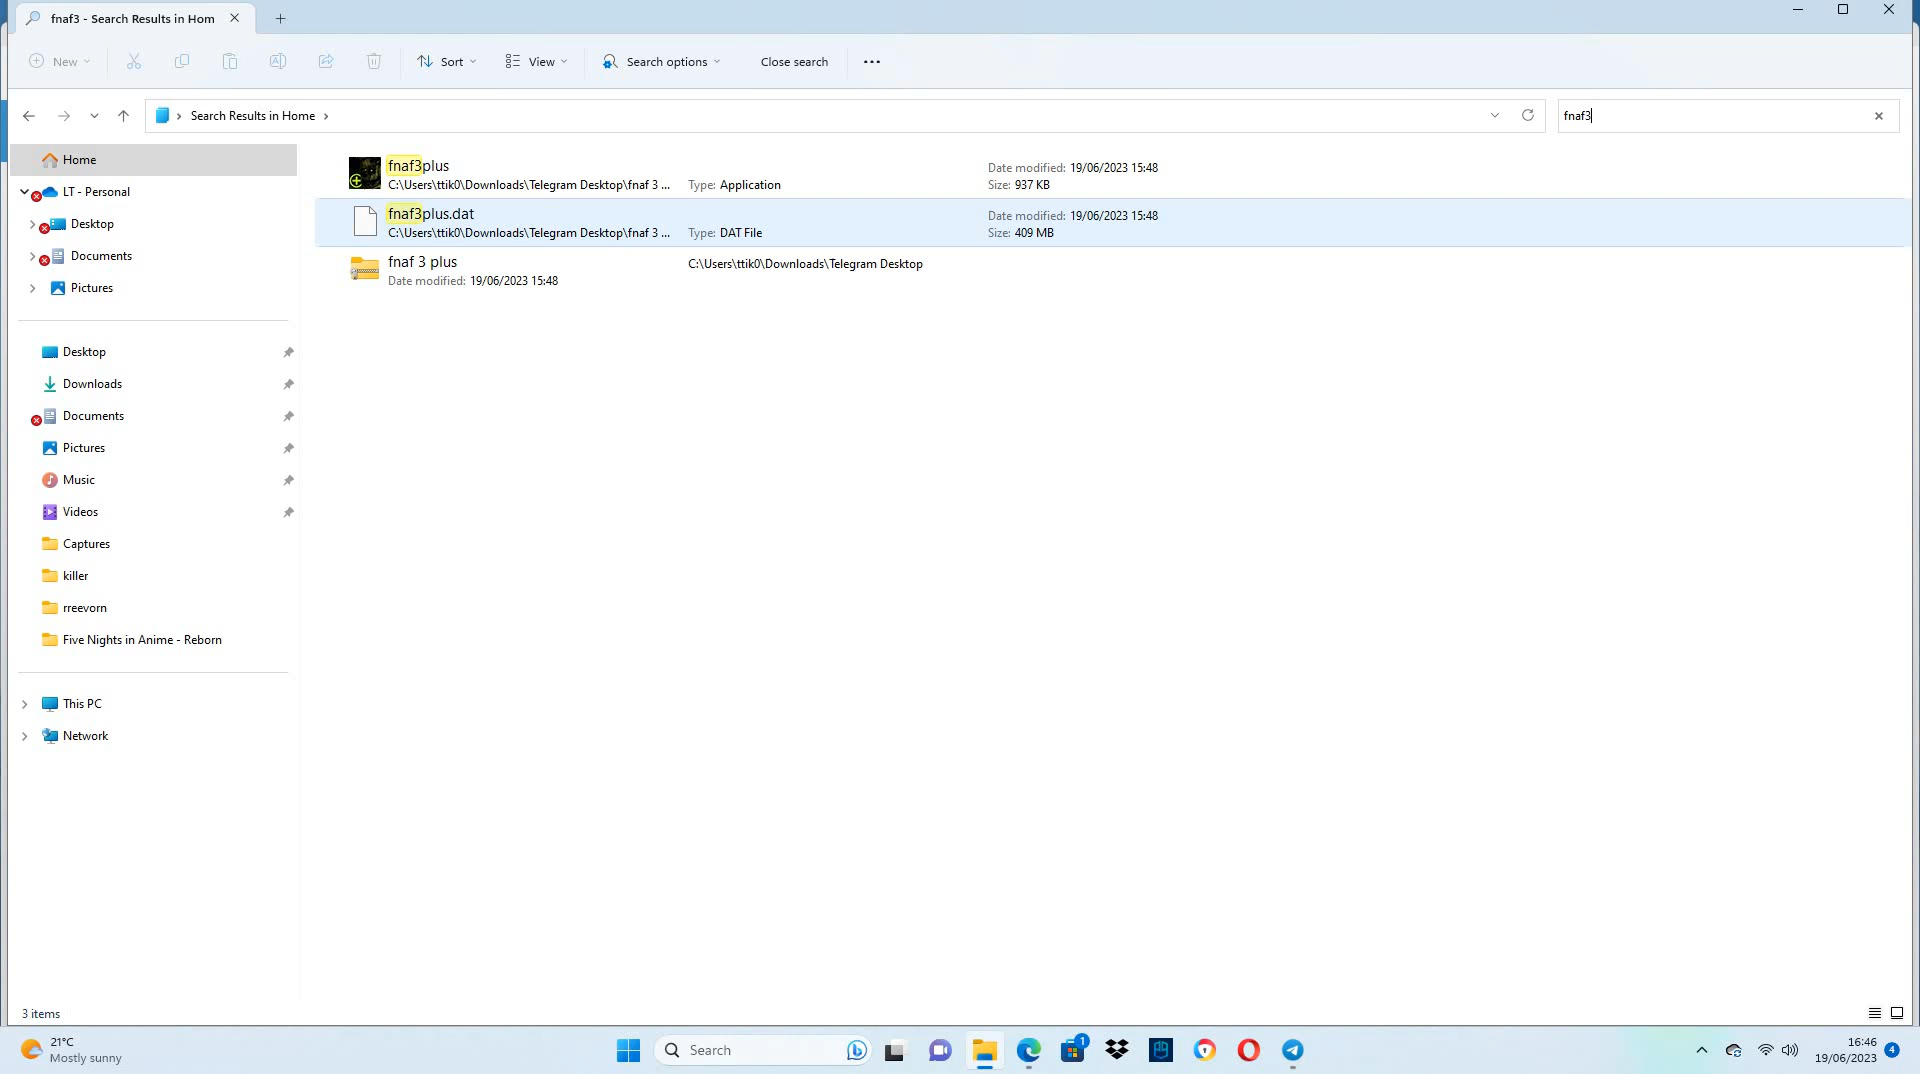 fnaf3 - Search Results in Hom
New
Sort
View
Search options
Close search
Search Results in Home
fnaf3
Home
LT - Personal
Desktop
Documents
Pictures
Desktop
Downloads
Documents
Pictures
Music
Videos
Captures
killer
rreevorn
Five Nights in Anime - Reborn
This PC
Network
fnaf3plus
C:\Users\ttik0\Downloads\Telegram Desktop\fnaf 3 ...
Type: Application
Date modified: 19/06/2023 15:48
Size: 937 KB
fnaf3plus.dat
C:\Users\ttik0\Downloads\Telegram Desktop\fnaf 3 ...
Type: DAT File
Date modified: 19/06/2023 15:48
Size: 409 MB
fnaf 3 plus
Date modified: 19/06/2023 15:48
C:\Users\ttik0\Downloads\Telegram Desktop
3 items
21°C
Mostly sunny
Search
1
16:46
19/06/2023
4